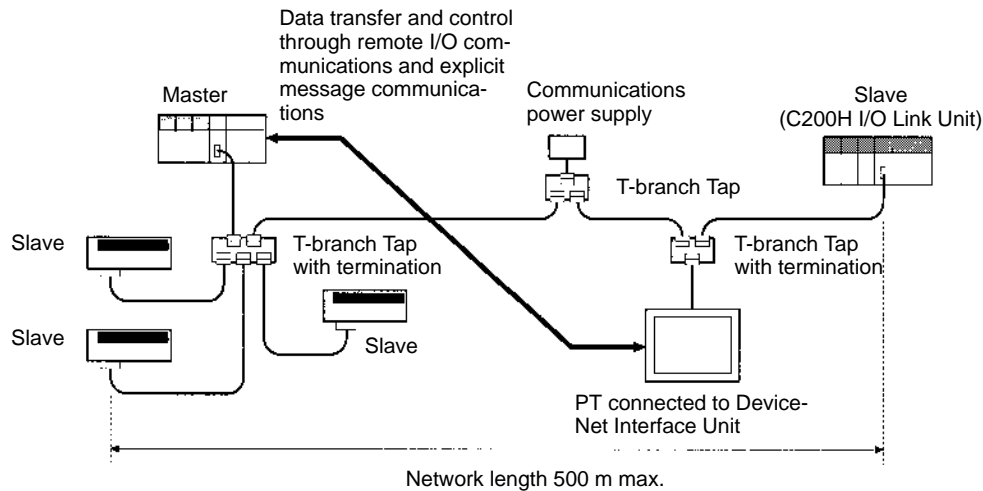 Data transfer and control
through remote I/O com-
munications and explicit
message communica-
tions
Master
Communications
power supply
Slave
(C200H I/O Link Unit)
T-branch Tap
Slave
T-branch Tap
with termination
T-branch Tap
with termination
Slave
Slave
PT connected to Device-
Net Interface Unit
Network length 500 m max.